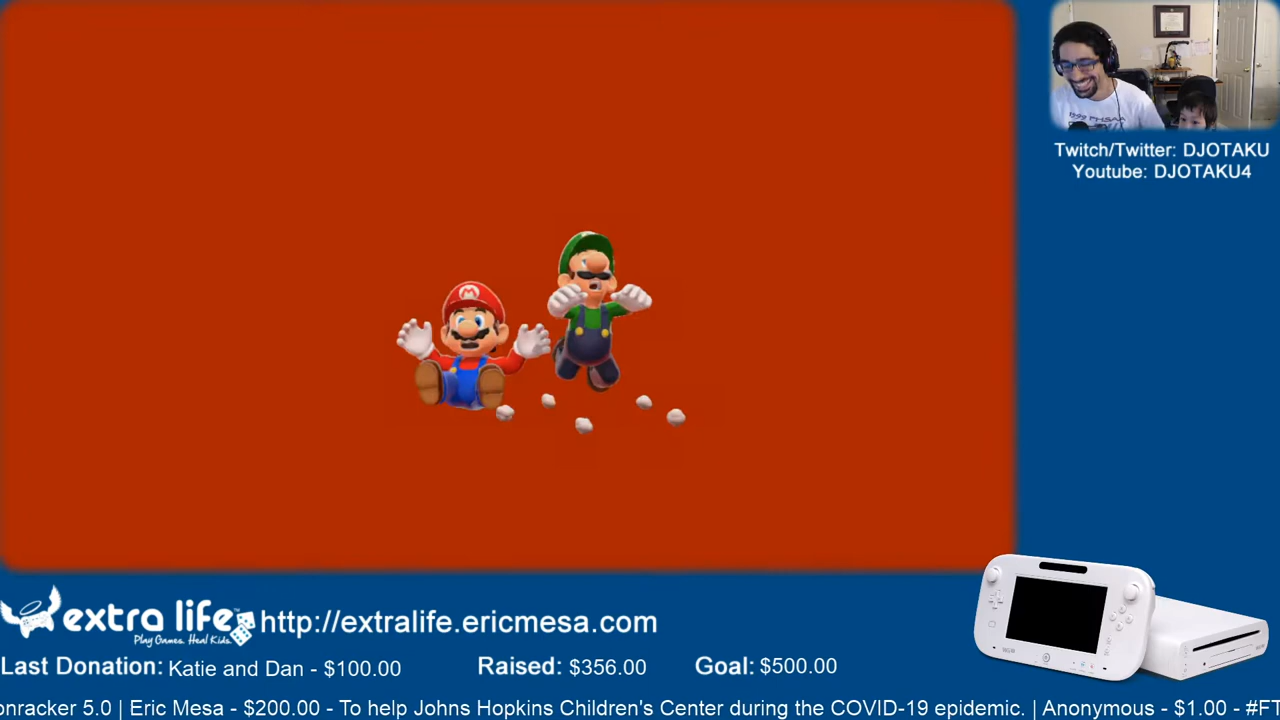 Twitch/Twitter: DJOTAKU
Youtube: DJOTAKU4
extra life
Play Games. Heal Kids.
http://extralife.ericmesa.com
Last Donation: Katie and Dan - $100.00
Raised: $356.00
Goal: $500.00
onracker 5.0 | Eric Mesa - $200.00 - To help Johns Hopkins Children's Center during the COVID-19 epidemic. | Anonymous - $1.00 - #FT
M